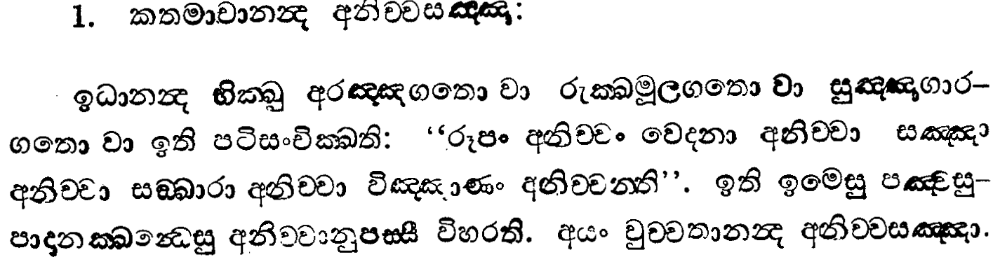 1. කතමාචානන්‍ද අනිච්චසඤ්ඤා:
ඉධානන්‍ද භික්ඛු අරඤ්ඤගතො වා රුක්ඛමූලගතො වා සුඤ්ඤාගාර-
ගතො වා ඉති පටිසංචික්ඛති: “රූපං අනිච්චං වෙදනා අනිච්චා සඤ්ඤා
අනිච්චා සඞ්ඛාරා අනිච්චා විඤ්ඤාණං අනිච්චන්ති”. ඉති ඉමෙසු පඤ්චසු-
පාදානක්ඛන්‍ධෙසු අනිච්චානුපස්සී විහරති. අයං වුච්චතානන්‍ද අනිච්චසඤ්ඤා.